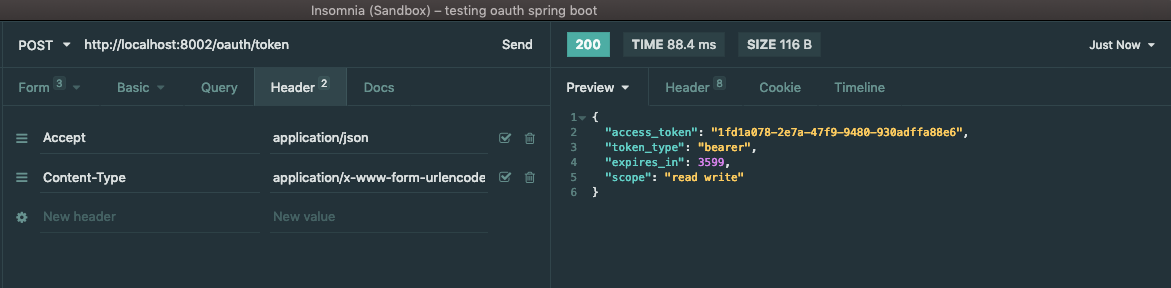 Insomnia (Sandbox) – testing oauth spring boot
POST http://localhost:8002/oauth/token Send
200 TIME 88.4 ms SIZE 116 B Just Now
Form 3 Basic Query Header 2 Docs
Preview Header 8 Cookie Timeline
Accept application/json
Content-Type application/x-www-form-urlencode
New header New value
1 {
2 "access_token": "1fd1a078-2e7a-47f9-9480-930adffa88e6",
3 "token_type": "bearer",
4 "expires_in": 3599,
5 "scope": "read write"
6 }